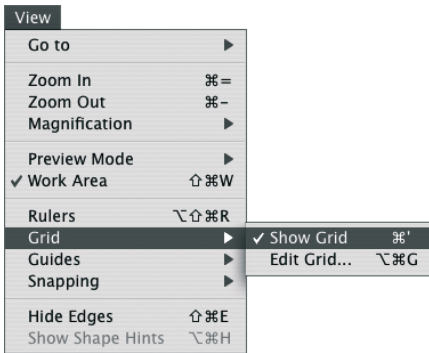 View
Go to ▶
Zoom In ⌘=
Zoom Out ⌘-
Magnification ▶
Preview Mode ▶
✓ Work Area ⇧⌘W
Rulers ⌥⇧⌘R
Grid ▶
✓ Show Grid ⌘'
Edit Grid... ⌥⌘G
Guides ▶
Snapping ▶
Hide Edges ⇧⌘E
Show Shape Hints ⌥⌘H